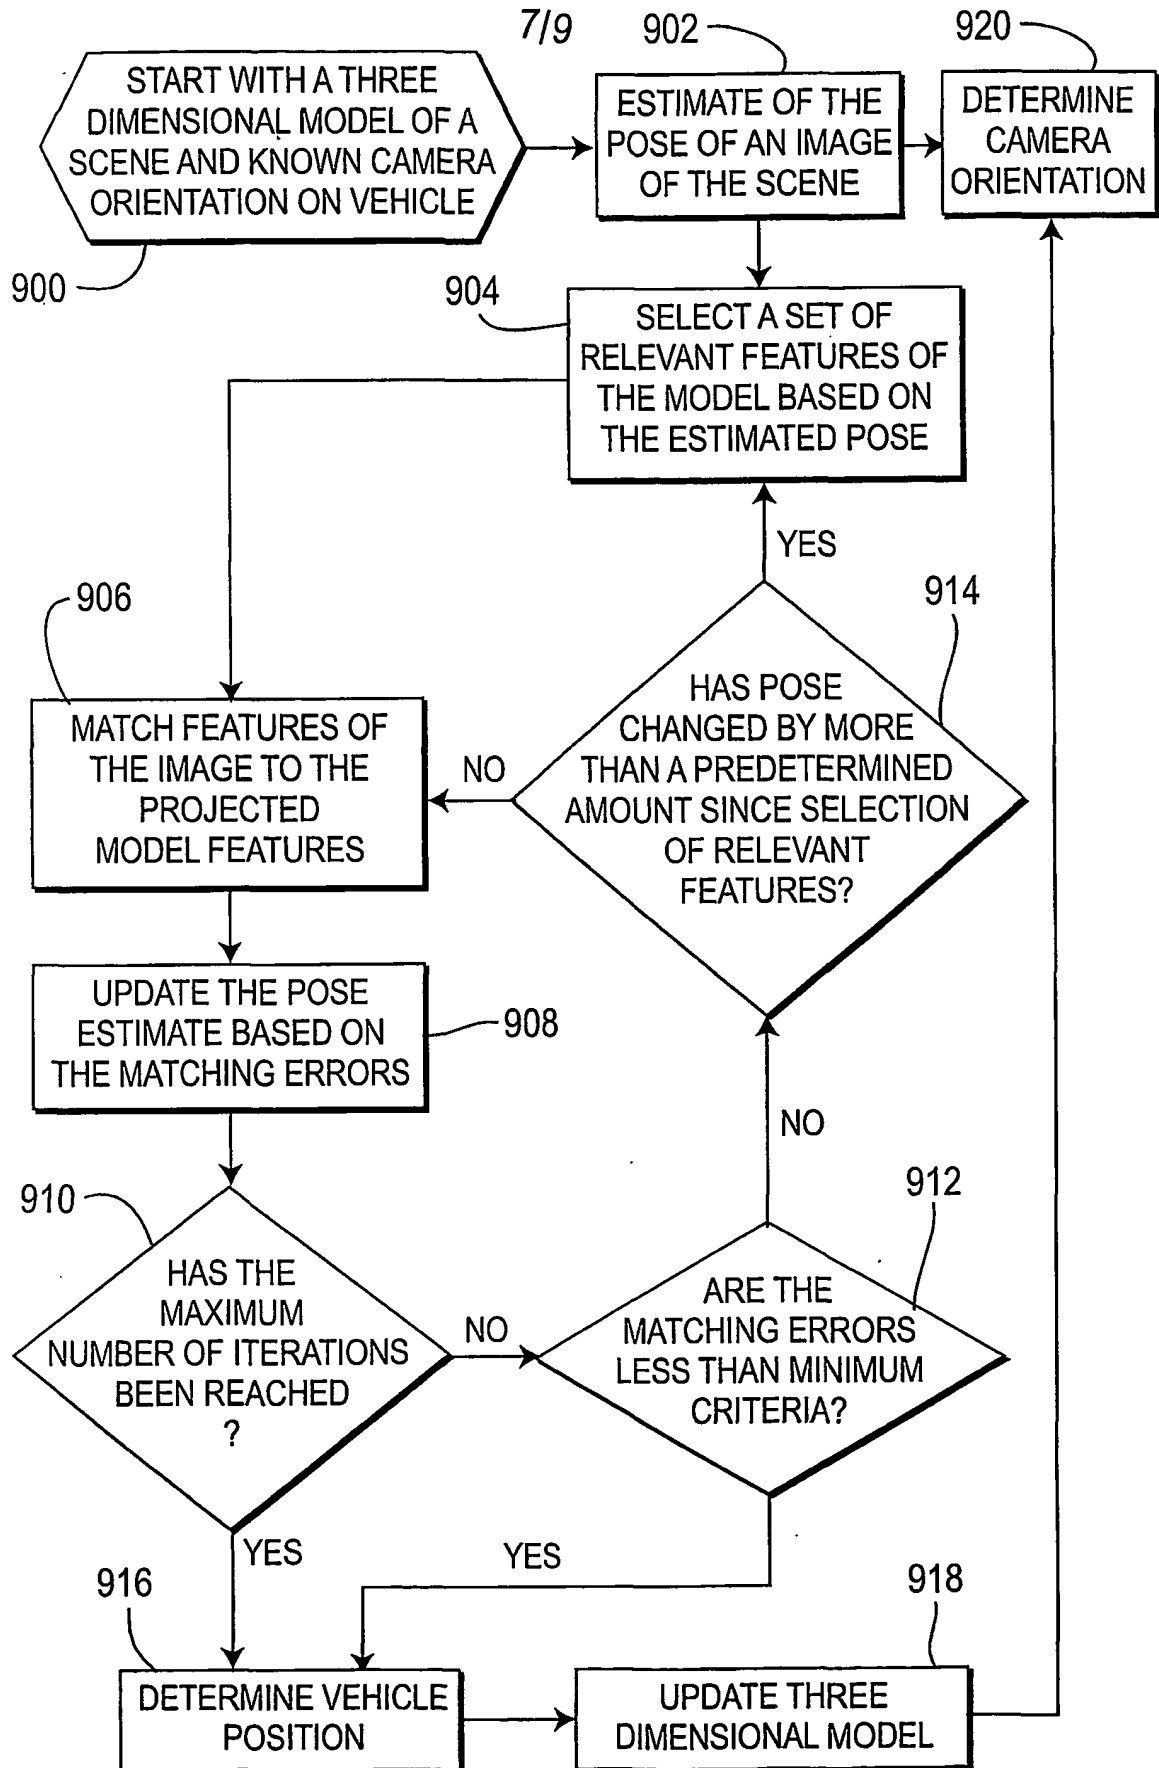 7/9
START WITH A THREE
DIMENSIONAL MODEL OF A
SCENE AND KNOWN CAMERA
ORIENTATION ON VEHICLE
900
902
ESTIMATE OF THE
POSE OF AN IMAGE
OF THE SCENE
920
DETERMINE
CAMERA
ORIENTATION
904
SELECT A SET OF
RELEVANT FEATURES OF
THE MODEL BASED ON
THE ESTIMATED POSE
YES
906
MATCH FEATURES OF
THE IMAGE TO THE
PROJECTED
MODEL FEATURES
NO
914
HAS POSE
CHANGED BY MORE
THAN A PREDETERMINED
AMOUNT SINCE SELECTION
OF RELEVANT
FEATURES?
UPDATE THE POSE
ESTIMATE BASED ON
THE MATCHING ERRORS
908
NO
910
HAS THE
MAXIMUM
NUMBER OF ITERATIONS
BEEN REACHED
?
NO
912
ARE THE
MATCHING ERRORS
LESS THAN MINIMUM
CRITERIA?
YES
YES
916
DETERMINE VEHICLE
POSITION
918
UPDATE THREE
DIMENSIONAL MODEL